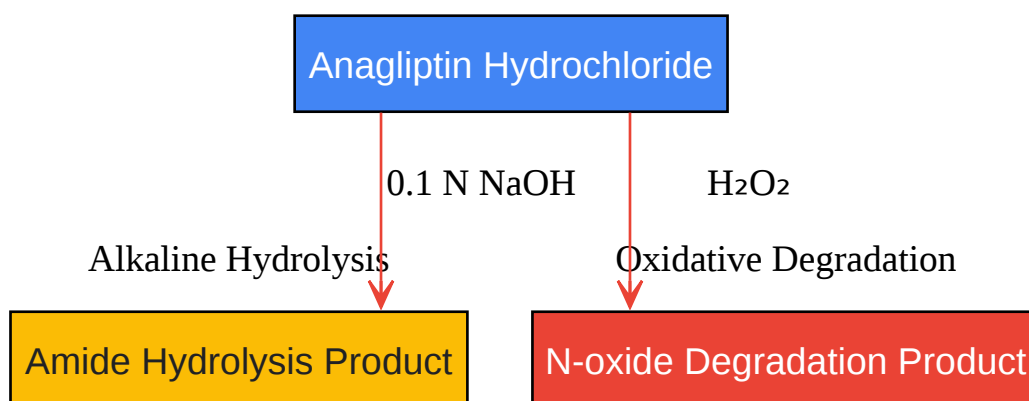 Anagliptin Hydrochloride
0.1 N NaOH
H₂O₂
Alkaline Hydrolysis
Oxidative Degradation
Amide Hydrolysis Product
N-oxide Degradation Product